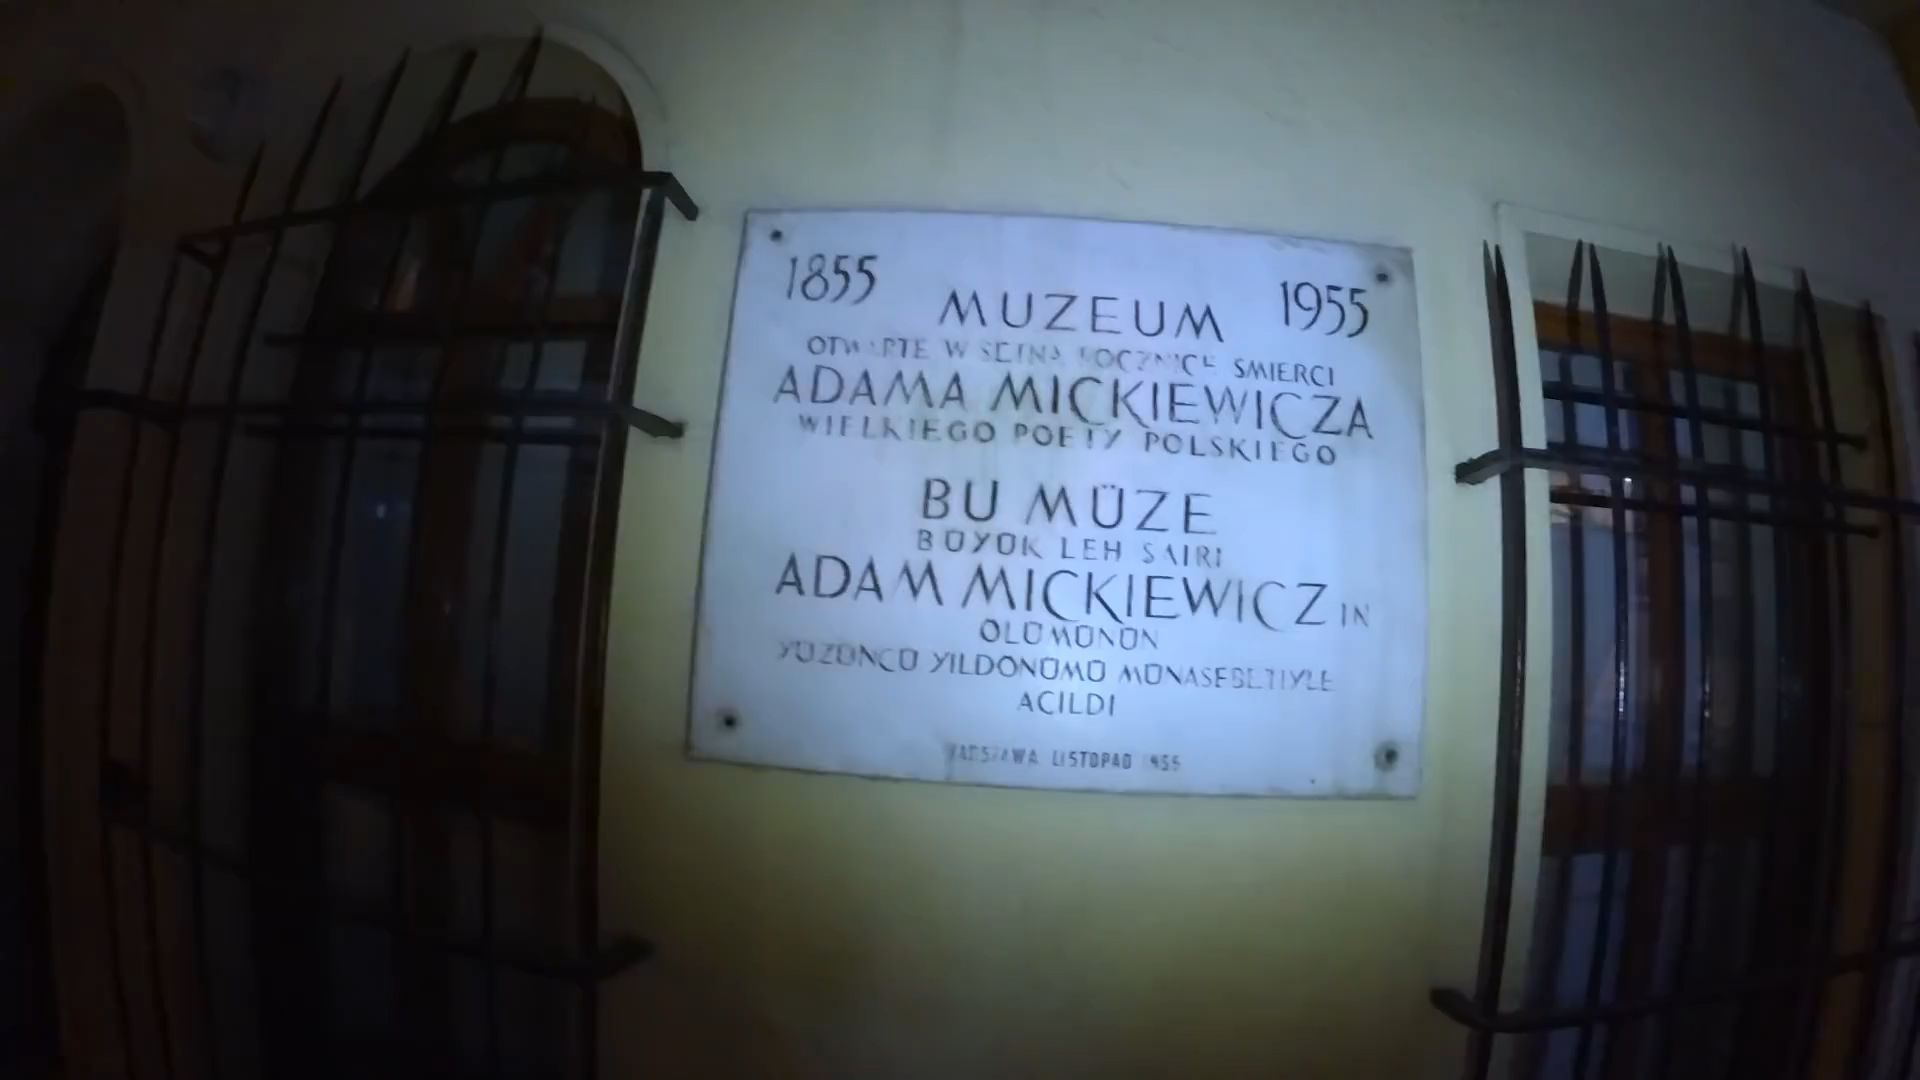 1855 1955
MUZEUM
OTWARTE W SETNĄ ROCZNICĘ ŚMIERCI
ADAMA MICKIEWICZA
WIELKIEGO POETY POLSKIEGO
BU MÜZE
BÜYÜK LEH SAIRI
ADAM MICKIEWICZ IN
ÖLÜMÜNÜN
YÜZÜNCÜ YILDÖNÜMÜ MÜNASEBETIYLE
ACILDI
WARSZAWA LISTOPAD 1955